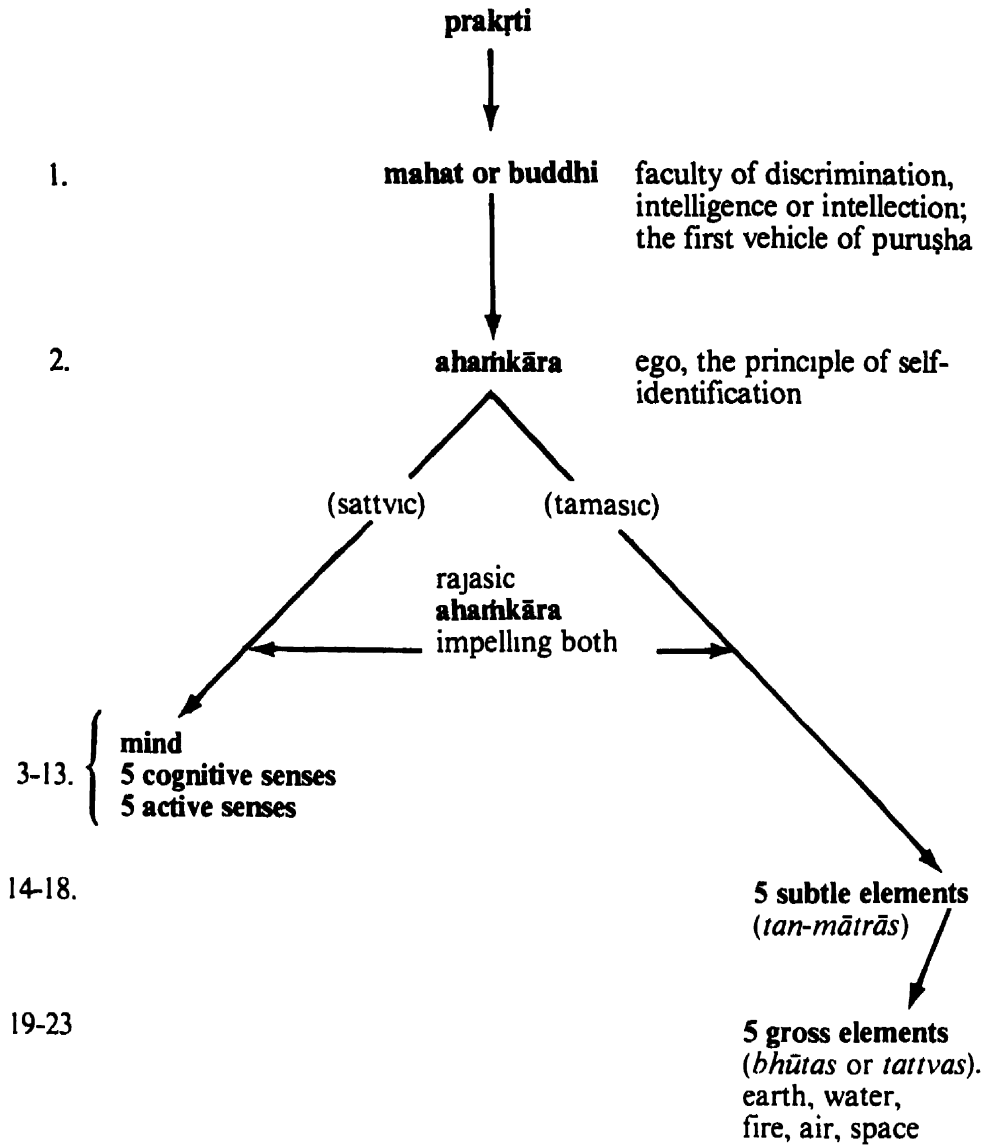 prakṛti
1. mahat or buddhi faculty of discrimination,
intelligence or intellection;
the first vehicle of puruṣha
2. ahaṁkāra ego, the principle of self-
identification
(sattvic) (tamasic)
rajasic
ahaṁkāra
impelling both
mind
3-13. 5 cognitive senses
5 active senses
14-18. 5 subtle elements
(tan-mātrās)
19-23 5 gross elements
(bhūtas or tattvas).
earth, water,
fire, air, space